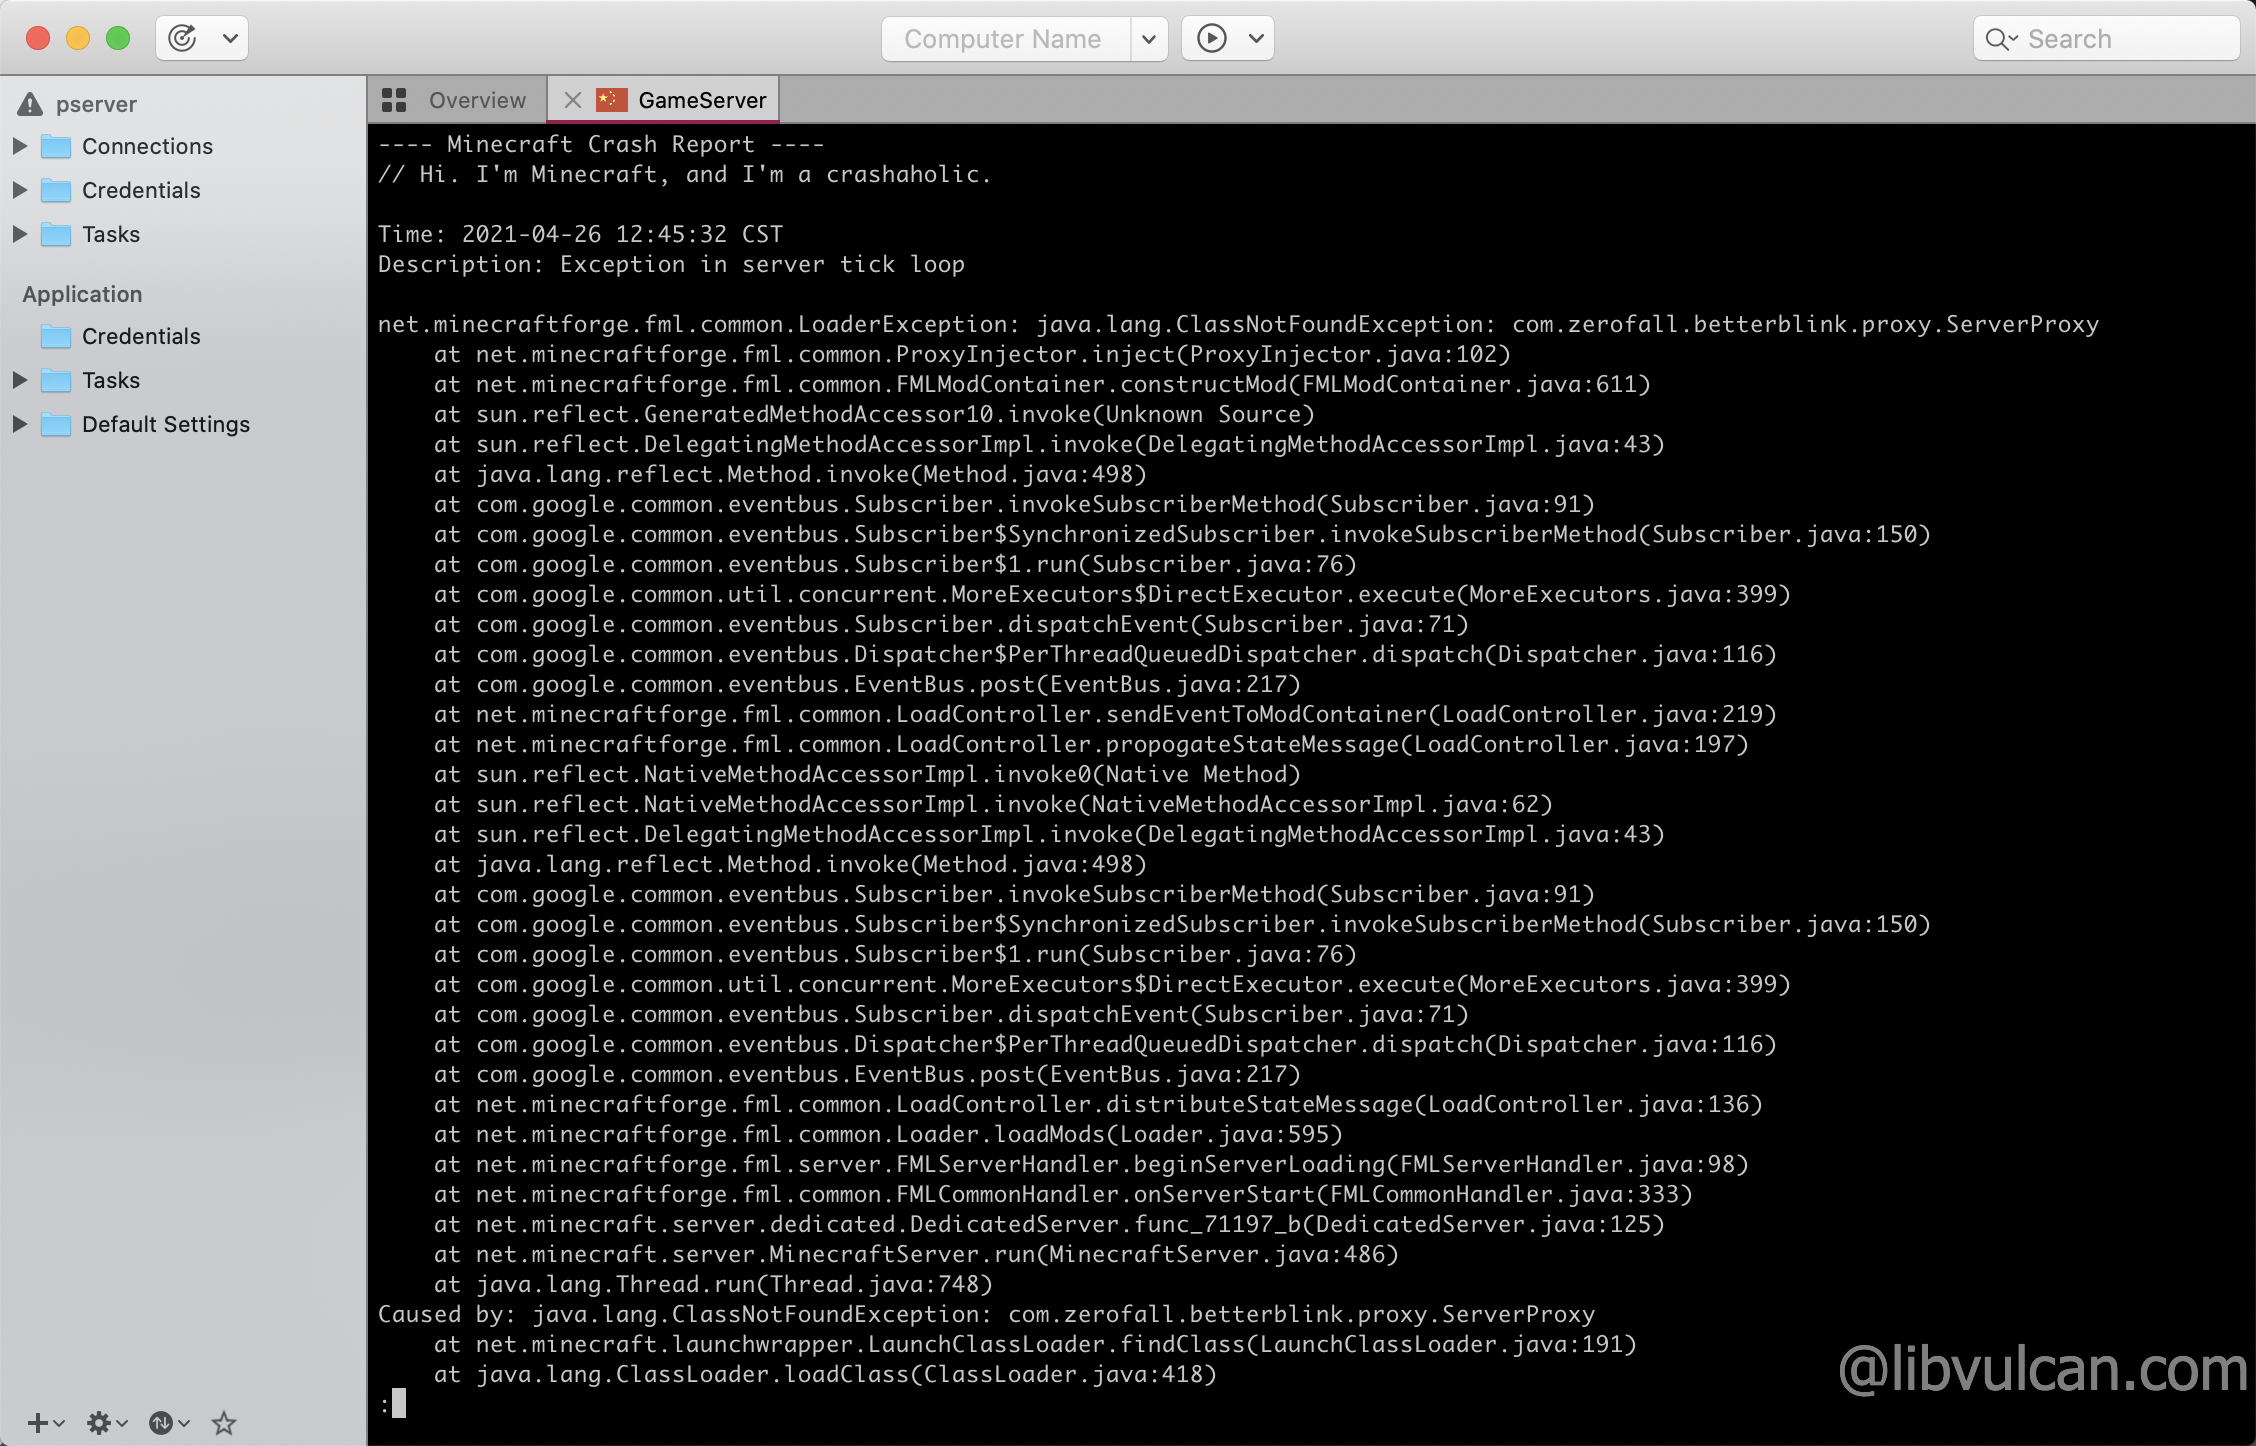 Computer Name
Search
pserver
Connections
Credentials
Tasks
Application
Credentials
Tasks
Default Settings
Overview
GameServer
---- Minecraft Crash Report ----
// Hi. I'm Minecraft, and I'm a crashaholic.
Time: 2021-04-26 12:45:32 CST
Description: Exception in server tick loop
net.minecraftforge.fml.common.LoaderException: java.lang.ClassNotFoundException: com.zerofall.betterblink.proxy.ServerProxy
at net.minecraftforge.fml.common.ProxyInjector.inject(ProxyInjector.java:102)
at net.minecraftforge.fml.common.FMLModContainer.constructMod(FMLModContainer.java:611)
at sun.reflect.GeneratedMethodAccessor10.invoke(Unknown Source)
at sun.reflect.DelegatingMethodAccessorImpl.invoke(DelegatingMethodAccessorImpl.java:43)
at java.lang.reflect.Method.invoke(Method.java:498)
at com.google.common.eventbus.Subscriber.invokeSubscriberMethod(Subscriber.java:91)
at com.google.common.eventbus.Subscriber$SynchronizedSubscriber.invokeSubscriberMethod(Subscriber.java:150)
at com.google.common.eventbus.Subscriber$1.run(Subscriber.java:76)
at com.google.common.util.concurrent.MoreExecutors$DirectExecutor.execute(MoreExecutors.java:399)
at com.google.common.eventbus.Subscriber.dispatchEvent(Subscriber.java:71)
at com.google.common.eventbus.Dispatcher$PerThreadQueuedDispatcher.dispatch(Dispatcher.java:116)
at com.google.common.eventbus.EventBus.post(EventBus.java:217)
at net.minecraftforge.fml.common.LoadController.sendEventToModContainer(LoadController.java:219)
at net.minecraftforge.fml.common.LoadController.propogateStateMessage(LoadController.java:197)
at sun.reflect.NativeMethodAccessorImpl.invoke0(Native Method)
at sun.reflect.NativeMethodAccessorImpl.invoke(NativeMethodAccessorImpl.java:62)
at sun.reflect.DelegatingMethodAccessorImpl.invoke(DelegatingMethodAccessorImpl.java:43)
at java.lang.reflect.Method.invoke(Method.java:498)
at com.google.common.eventbus.Subscriber.invokeSubscriberMethod(Subscriber.java:91)
at com.google.common.eventbus.Subscriber$SynchronizedSubscriber.invokeSubscriberMethod(Subscriber.java:150)
at com.google.common.eventbus.Subscriber$1.run(Subscriber.java:76)
at com.google.common.util.concurrent.MoreExecutors$DirectExecutor.execute(MoreExecutors.java:399)
at com.google.common.eventbus.Subscriber.dispatchEvent(Subscriber.java:71)
at com.google.common.eventbus.Dispatcher$PerThreadQueuedDispatcher.dispatch(Dispatcher.java:116)
at com.google.common.eventbus.EventBus.post(EventBus.java:217)
at net.minecraftforge.fml.common.LoadController.distributeStateMessage(LoadController.java:136)
at net.minecraftforge.fml.common.Loader.loadMods(Loader.java:595)
at net.minecraftforge.fml.server.FMLServerHandler.beginServerLoading(FMLServerHandler.java:98)
at net.minecraftforge.fml.common.FMLCommonHandler.onServerStart(FMLCommonHandler.java:333)
at net.minecraft.server.dedicated.DedicatedServer.func_71197_b(DedicatedServer.java:125)
at net.minecraft.server.MinecraftServer.run(MinecraftServer.java:486)
at java.lang.Thread.run(Thread.java:748)
Caused by: java.lang.ClassNotFoundException: com.zerofall.betterblink.proxy.ServerProxy
at net.minecraft.launchwrapper.LaunchClassLoader.findClass(LaunchClassLoader.java:191)
at java.lang.ClassLoader.loadClass(ClassLoader.java:418)
:
@libvulcan.com